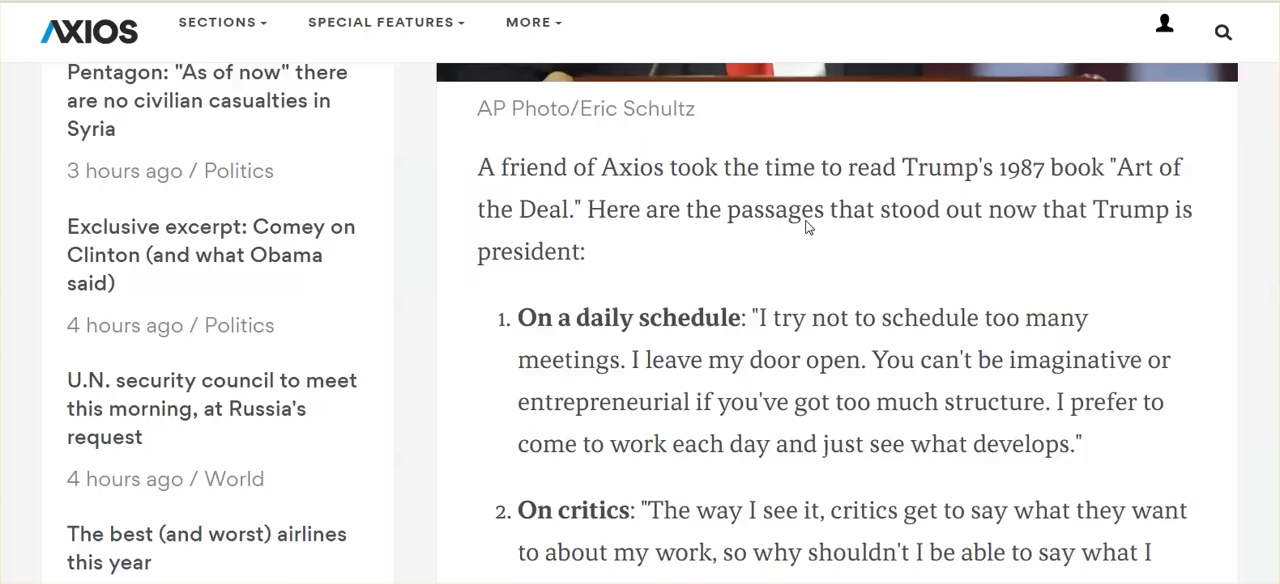 AXIOS SECTIONS SPECIAL FEATURES MORE
Pentagon: "As of now" there
are no civilian casualties in
Syria
3 hours ago / Politics
Exclusive excerpt: Comey on
Clinton (and what Obama
said)
4 hours ago / Politics
U.N. security council to meet
this morning, at Russia's
request
4 hours ago / World
The best (and worst) airlines
this year
AP Photo/Eric Schultz
A friend of Axios took the time to read Trump's 1987 book "Art of
the Deal." Here are the passages that stood out now that Trump is
president:
1. On a daily schedule: "I try not to schedule too many
meetings. I leave my door open. You can't be imaginative or
entrepreneurial if you've got too much structure. I prefer to
come to work each day and just see what develops."
2. On critics: "The way I see it, critics get to say what they want
to about my work, so why shouldn't I be able to say what I